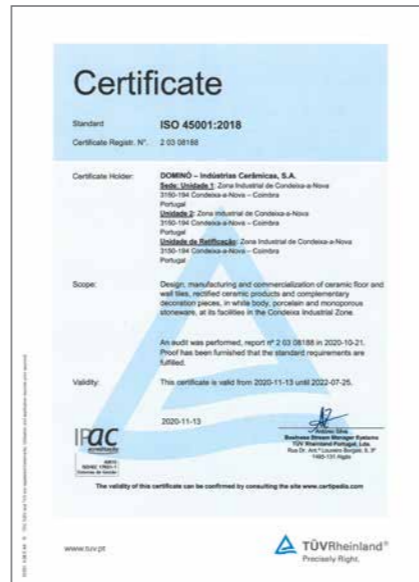 Certificate
Standard ISO 45001:2018
Certificate Registr. Nº. 2 03 08188
Certificate Holder: DOMINÓ – Indústrias Cerâmicas, S.A.
Sede: Unidade 1: Zona Industrial de Condeixa-a-Nova
3150-194 Condeixa-a-Nova – Coimbra
Portugal
Unidade 2: Zona Industrial de Condeixa-a-Nova
3150-194 Condeixa-a-Nova – Coimbra
Portugal
Unidade de Retificação: Zona Industrial de Condeixa-a-Nova
3150-194 Condeixa-a-Nova – Coimbra
Portugal
Scope: Design, manufacturing and commercialization of ceramic floor and
wall tiles, rectified ceramic products and complementary
decoration pieces, in white body, porcelain and monoporous
stoneware, at its facilities in the Condeixa Industrial Zone.
An audit was performed, report nº 2 03 08188 in 2020-10-21.
Proof has been furnished that the standard requirements are
fulfilled.
Validity: This certificate is valid from 2020-11-13 until 2022-07-25.
2020-11-13
IPAC
acreditação
António Silva
Business Stream Manager Systems
TÜV Rheinland Portugal, Lda.
The validity of this certificate can be confirmed by consulting the site www.certipedia.com
www.tuv.pt
TÜVRheinland®
Precisely Right.